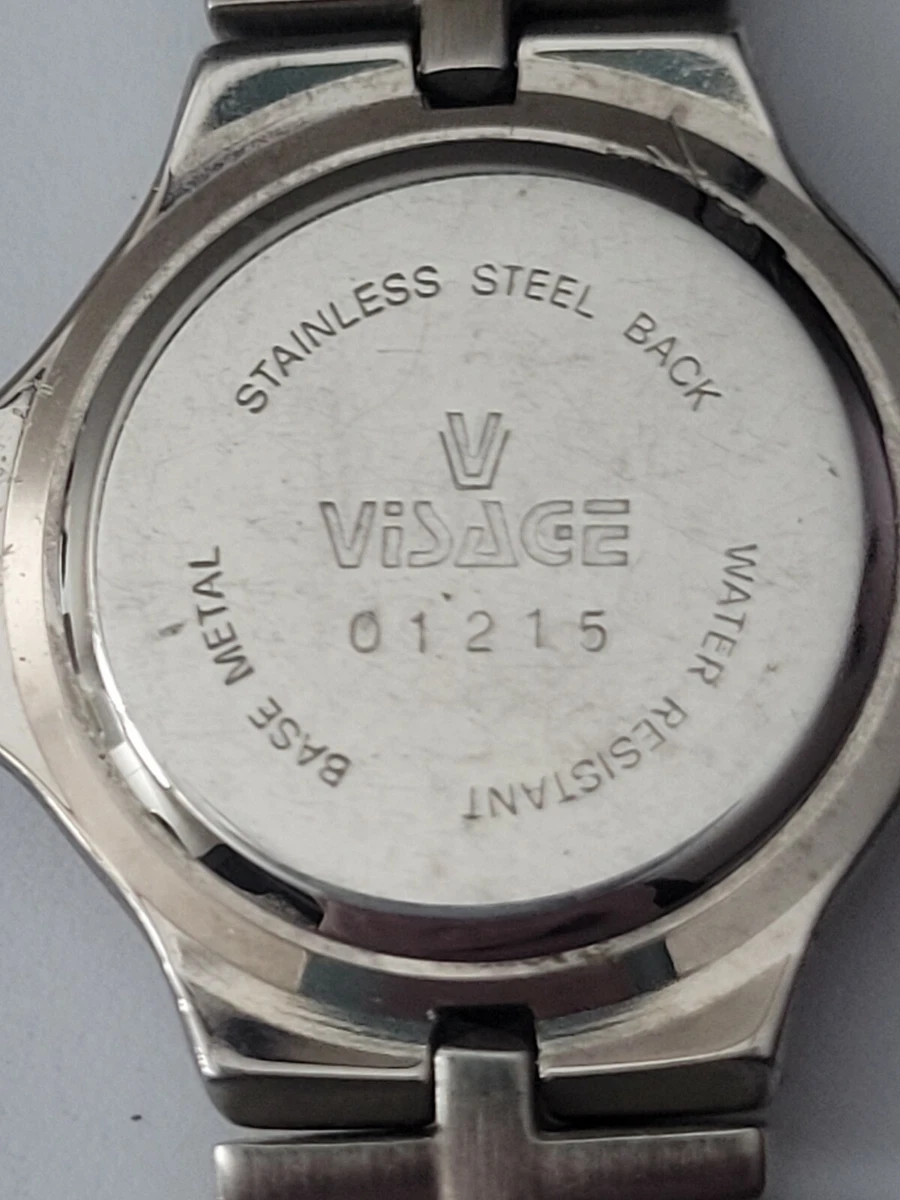 STAINLESS STEEL BACK
V
ViSAGE
01215
WATER RESISTANT
BASE METAL